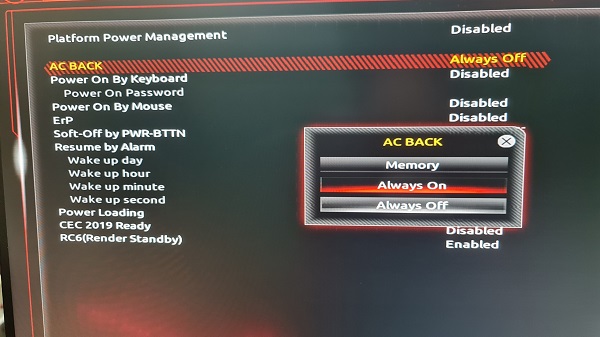 Platform Power Management Disabled
AC BACK Always Off
Power On By Keyboard Disabled
Power On Password
Power On By Mouse Disabled
ErP Disabled
Soft-Off by PWR-BTTN
Resume by Alarm
Wake up day
Wake up hour
Wake up minute
Wake up second
Power Loading
CEC 2019 Ready Disabled
RC6(Render Standby) Enabled
AC BACK
Memory
Always On
Always Off